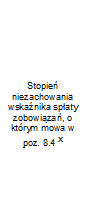 Stopień
niezachowania
wskaźnika spłaty
zobowiązań, o
którym mowa w
poz. 8.4 x